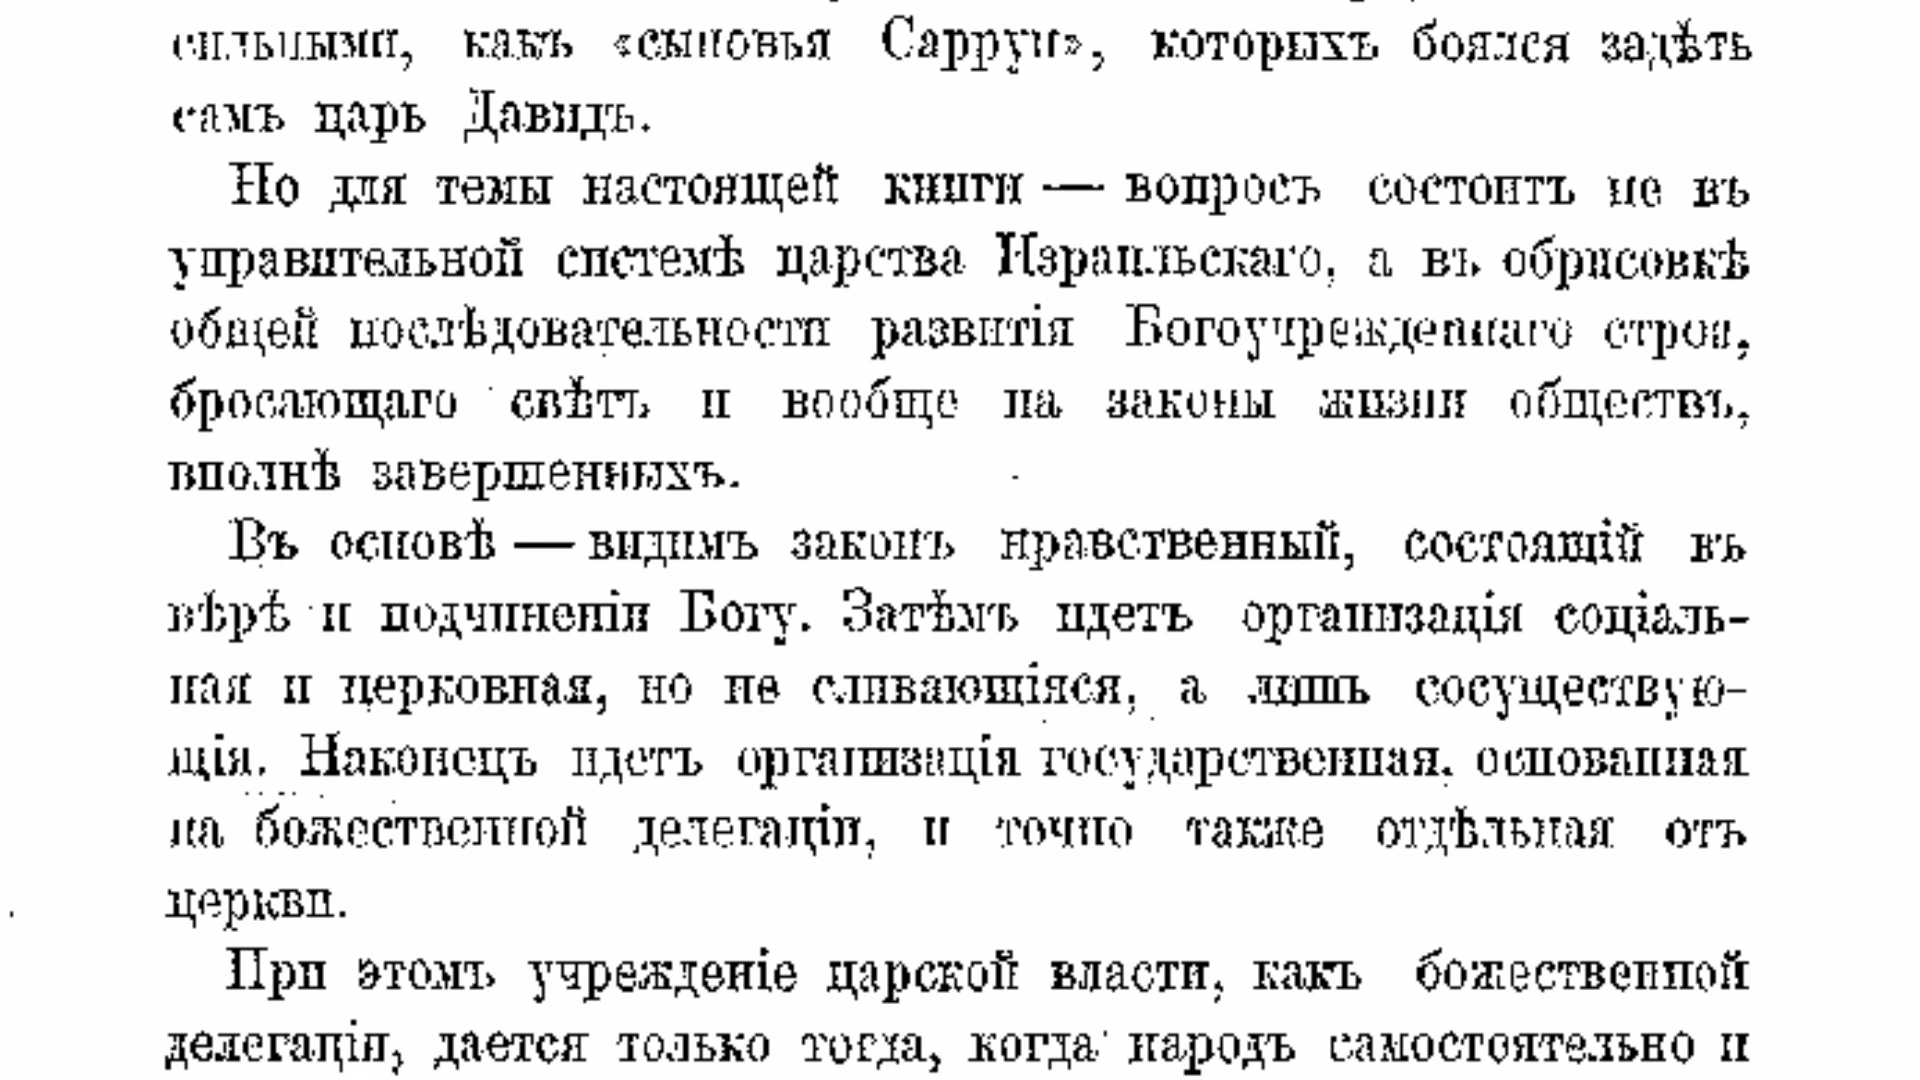 сильными, какъ «сыновья Саррун», которыхъ боялся задѣть
самъ царь Давидъ.
Но для темы настоящей книги — вопросъ состоитъ не въ
управительной системѣ царства Израильскаго, а въ обрисовкѣ
общей послѣдовательности развитія Богоучрежденнаго строя,
бросающаго свѣтъ и вообще на законы жизни обществъ,
вполнѣ завершенныхъ.
Въ основѣ — видимъ законъ нравственный, состоящій въ
вѣрѣ и подчиненіи Богу. Затѣмъ идетъ организація соціаль-
ная и церковная, но не сливающіяся, а лишь сосуществую-
щія. Наконецъ идетъ организація государственная, основанная
на божественной делегаціи, и точно также отдѣльная отъ
церкви.
При этомъ учрежденіе царской власти, какъ божественной
делегаціи, дается только тогда, когда народъ самостоятельно и